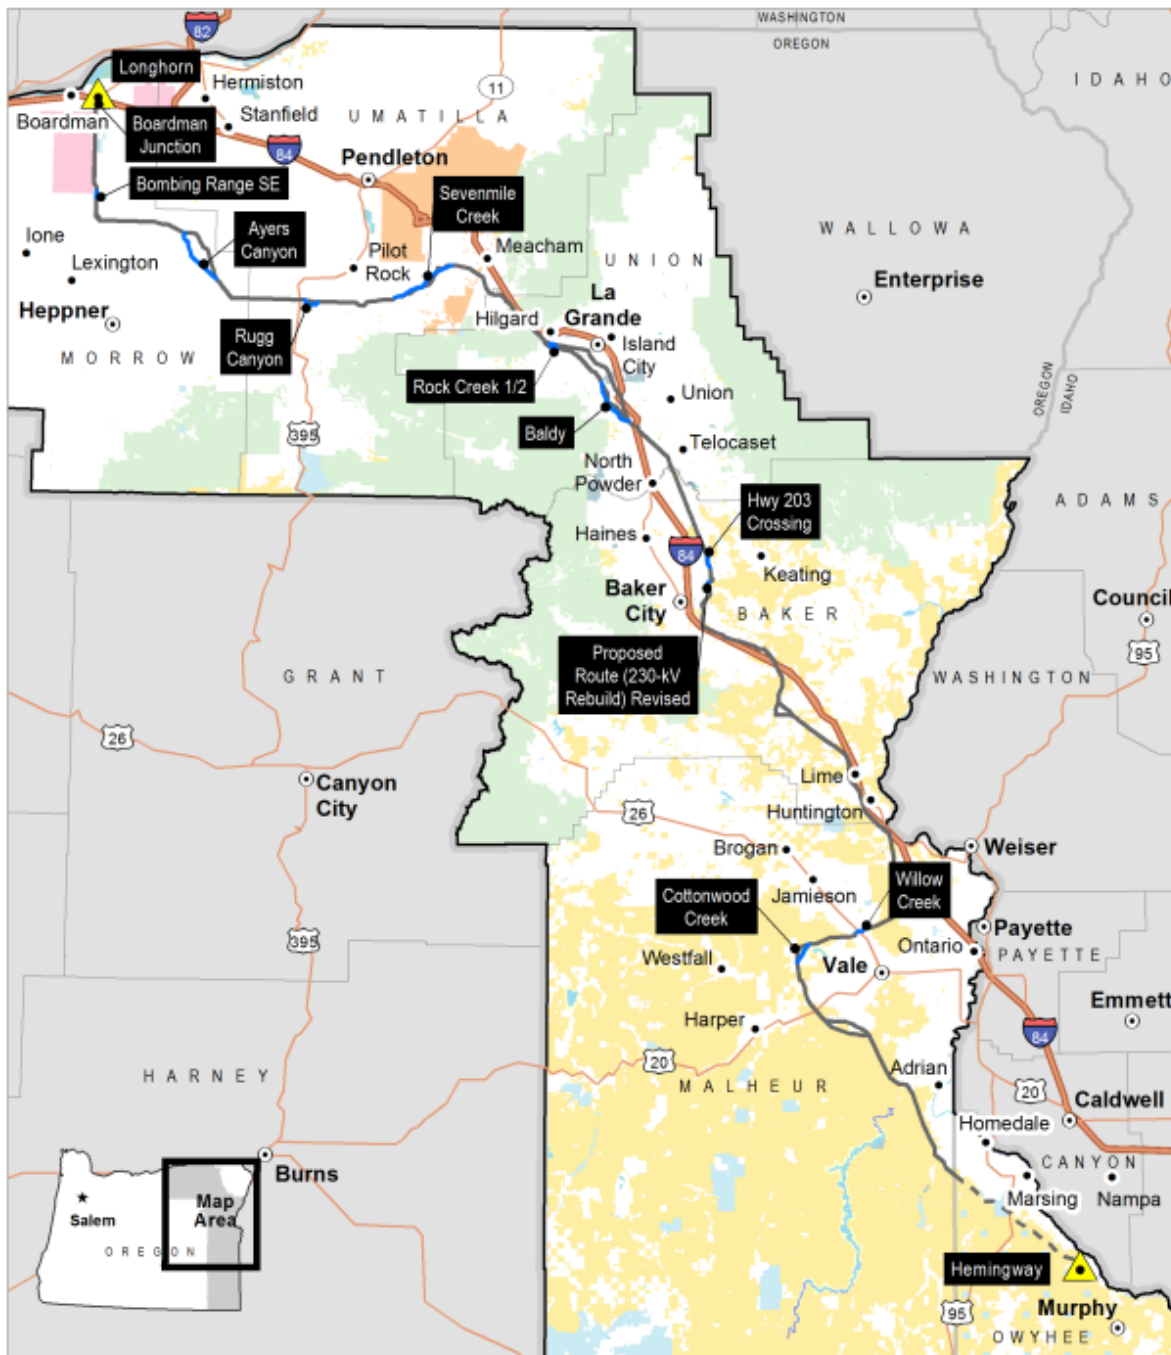 WASHINGTON
OREGON
82
IDAHO
Longhorn
Hermiston
11
Boardman
Stanfield
UMATILLA
Boardman
Junction
84
Pendleton
Bombing Range SE
Sevenmile
Creek
Ione
Ayers
Canyon
Meacham
WALLOWA
Lexington
Pilot
Rock
UNION
Enterprise
Heppner
Hilgard
La
Grande
Rugg
Canyon
Island
City
MORROW
Rock Creek 1/2
Union
OREGON
IDAHO
395
Baldy
Telocaset
North
Powder
Hwy 203
Crossing
ADAMS
Haines
84
Keating
Baker
City
BAKER
Council
95
GRANT
Proposed
Route (230-kV
Rebuild) Revised
WASHINGTON
26
Canyon
City
Lime
Huntington
26
Brogan
Weiser
Jamieson
Willow
Creek
Cottonwood
Creek
395
Payette
Ontario
PAYETTE
Westfall
Vale
Emmett
Harper
84
20
HARNEY
MALHEUR
Adrian
20
Caldwell
Homedale
Burns
CANYON
Marsing
Nampa
Map
Area
Salem
OREGON
Hemingway
95
Murphy
OWYHEE